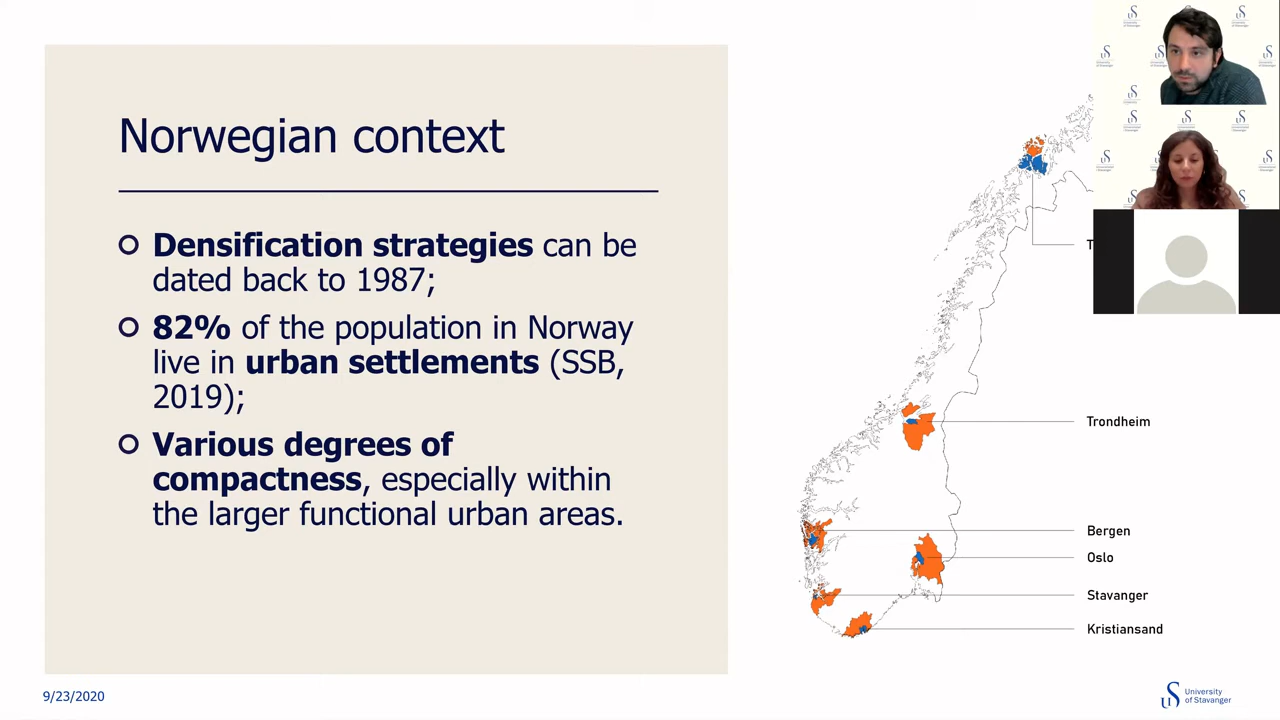 Norwegian context
Densification strategies can be
dated back to 1987;
82% of the population in Norway
live in urban settlements (SSB,
2019);
Various degrees of
compactness, especially within
the larger functional urban areas.
T
Trondheim
Bergen
Oslo
Stavanger
Kristiansand
9/23/2020
University
of Stavanger